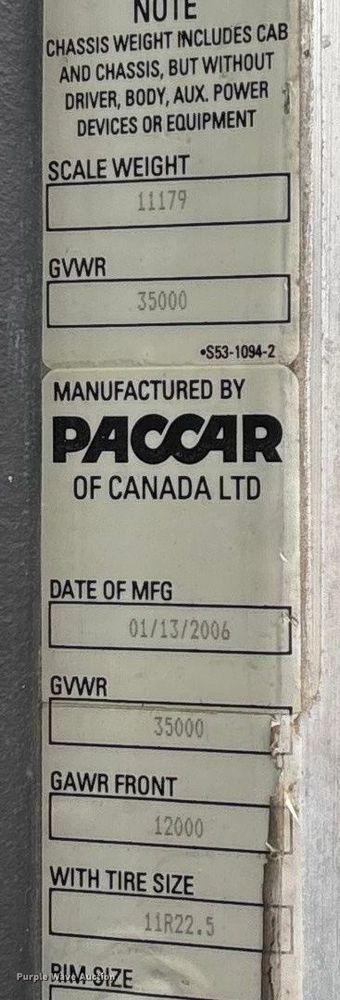 NOTE
CHASSIS WEIGHT INCLUDES CAB
AND CHASSIS, BUT WITHOUT
DRIVER, BODY, AUX. POWER
DEVICES OR EQUIPMENT
SCALE WEIGHT
11179
GVWR
35000
•S53-1094-2
MANUFACTURED BY
PACCAR
OF CANADA LTD
DATE OF MFG
01/13/2006
GVWR
35000
GAWR FRONT
12000
WITH TIRE SIZE
11R22.5
Purple Wave Auction
RIM SIZE